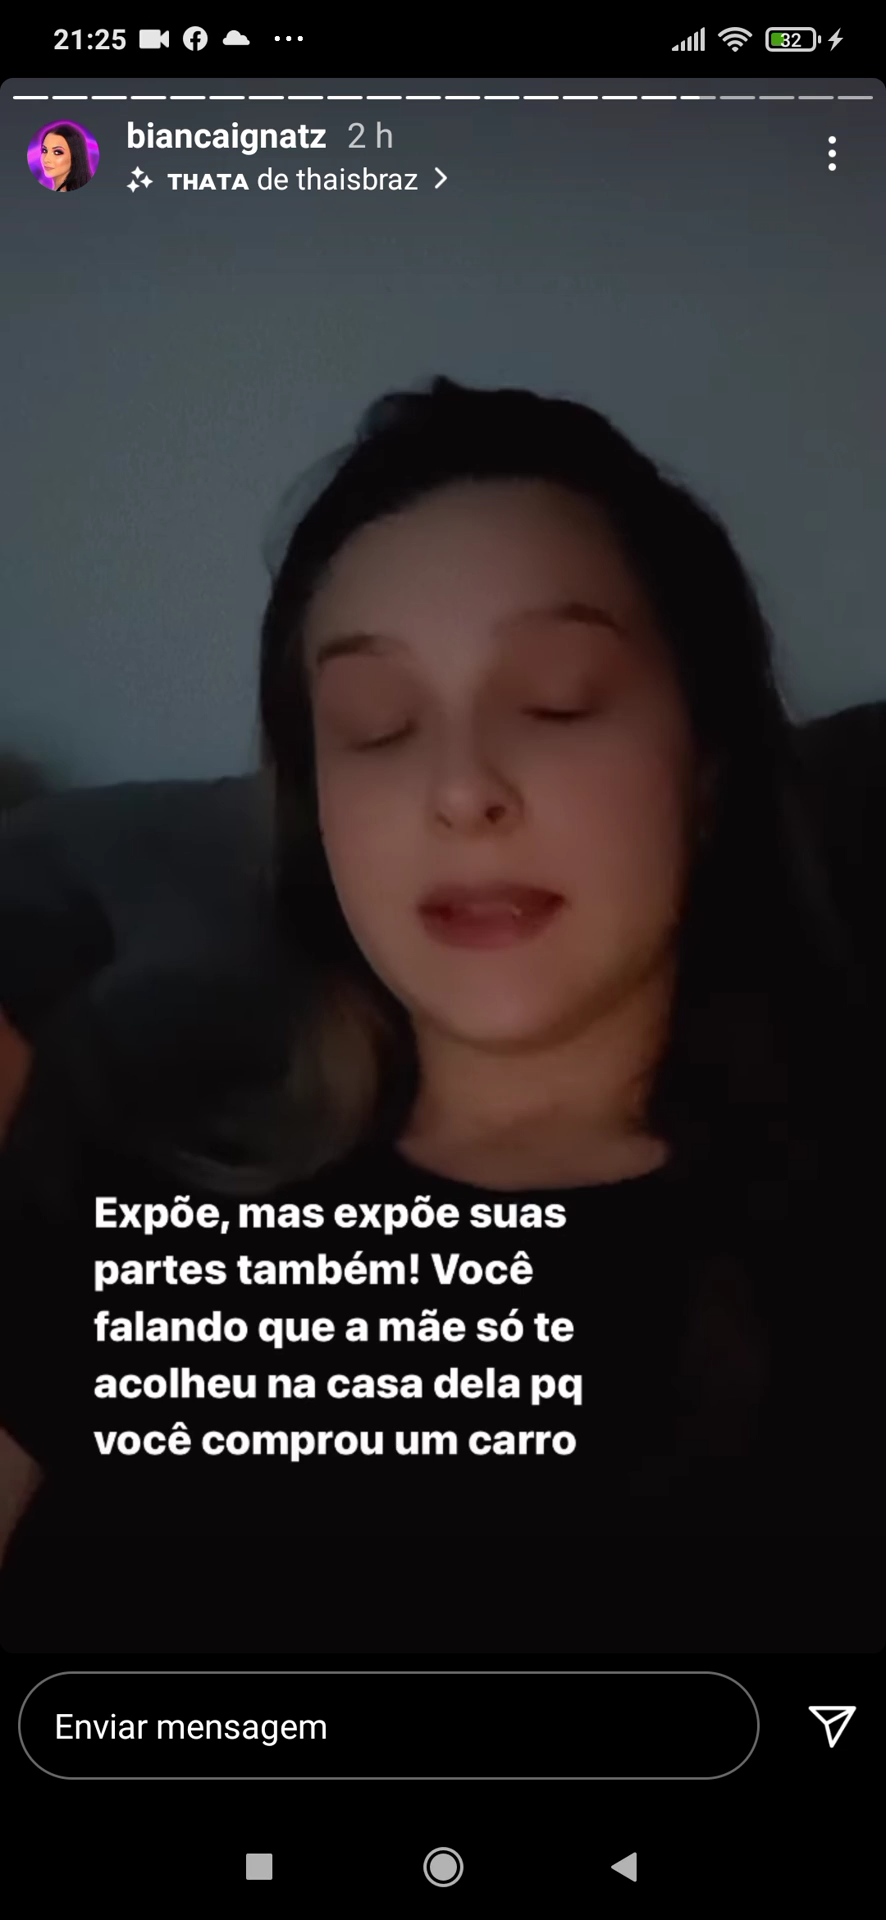 21:25
32
biancaignatz 2 h
THATA de thaisbraz
Expõe, mas expõe suas
partes também! Você
falando que a mãe só te
acolheu na casa dela pq
você comprou um carro
Enviar mensagem